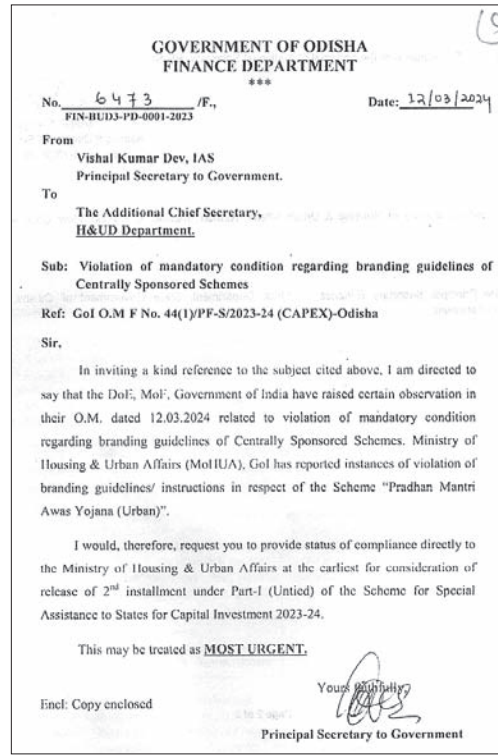 GOVERNMENT OF ODISHA
FINANCE DEPARTMENT
***
No. 6473 /F., Date: 12/03/2024
FIN-BUD3-PD-0001-2023
From
Vishal Kumar Dev, IAS
Principal Secretary to Government.
To
The Additional Chief Secretary,
H&UD Department.
Sub: Violation of mandatory condition regarding branding guidelines of
Centrally Sponsored Schemes
Ref: GoI O.M F No. 44(1)/PF-S/2023-24 (CAPEX)-Odisha
Sir,
In inviting a kind reference to the subject cited above, I am directed to
say that the DoE, MoF, Government of India have raised certain observation in
their O.M. dated 12.03.2024 related to violation of mandatory condition
regarding branding guidelines of Centrally Sponsored Schemes. Ministry of
Housing & Urban Affairs (MoHUA), GoI has reported instances of violation of
branding guidelines/ instructions in respect of the Scheme "Pradhan Mantri
Awas Yojana (Urban)".
I would, therefore, request you to provide status of compliance directly to
the Ministry of Housing & Urban Affairs at the earliest for consideration of
release of 2nd installment under Part-I (Untied) of the Scheme for Special
Assistance to States for Capital Investment 2023-24.
This may be treated as MOST URGENT.
Yours faithfully,
Encl: Copy enclosed
Principal Secretary to Government